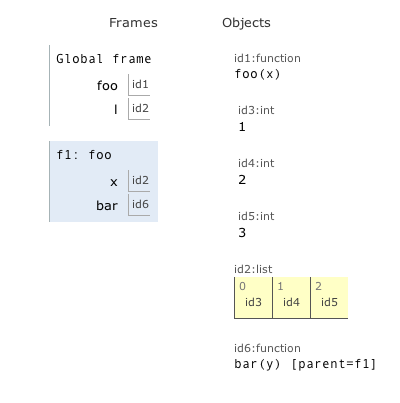 Frames Objects
Global frame
foo id1
l id2
f1: foo
x id2
bar id6
id1:function
foo(x)
id3:int
1
id4:int
2
id5:int
3
id2:list
0 1 2
id3 id4 id5
id6:function
bar(y) [parent=f1]